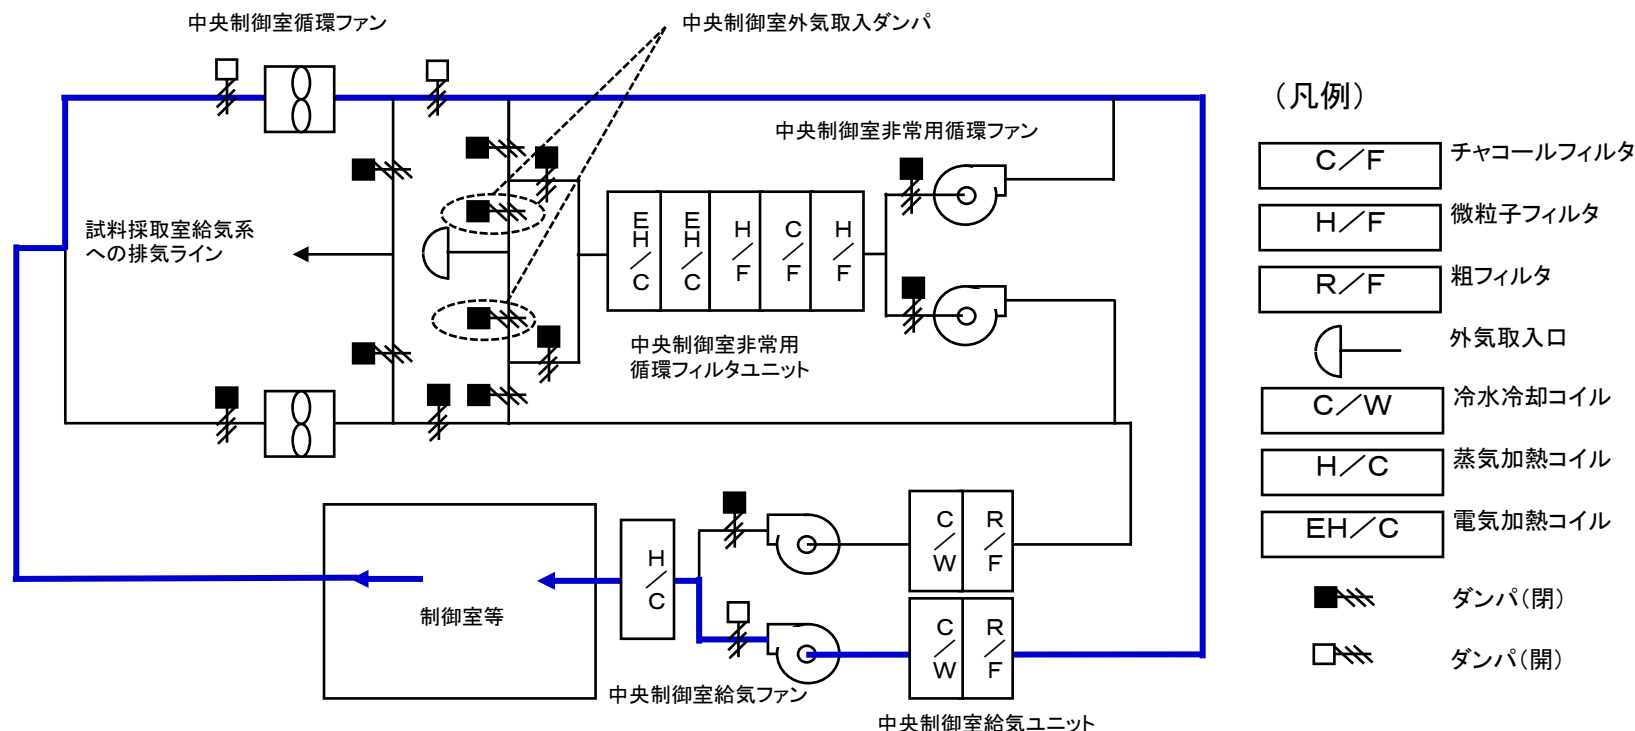 中央制御室循環ファン
中央制御室外気取入ダンパ
(凡例)
中央制御室非常用循環ファン
C/F
チャコールフィルタ
H/F
微粒子フィルタ
試料採取室給気系
への排気ライン
EH/C
EH/C
H/F
C/F
H/F
R/F
粗フィルタ
外気取入口
中央制御室非常用
循環フィルタユニット
C/W
冷水冷却コイル
H/C
蒸気加熱コイル
EH/C
電気加熱コイル
C/W
R/F
H/C
制御室等
C/W
R/F
ダンパ(閉)
ダンパ(開)
中央制御室給気ファン
中央制御室給気ユニット